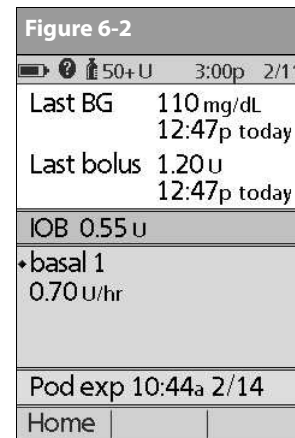 Figure 6-2
50+ U 3:00p 2/11
Last BG 110 mg/dL
12:47p today
Last bolus 1.20 U
12:47p today
IOB 0.55 U
basal 1
0.70 U/hr
Pod exp 10:44a 2/14
Home